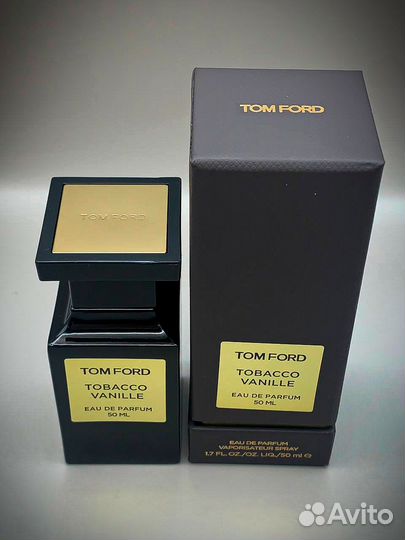 TOM FORD
TOM FORD
TOM FORD
TOBACCO
VANILLE
EAU DE PARFUM
50 ML
TOM FORD
TOBACCO
VANILLE
EAU DE PARFUM
50 ML
EAU DE PARFUM
VAPORISATEUR SPRAY
1.7 FL. OZ./OZ. LIQ./50 ml ℮
Avito